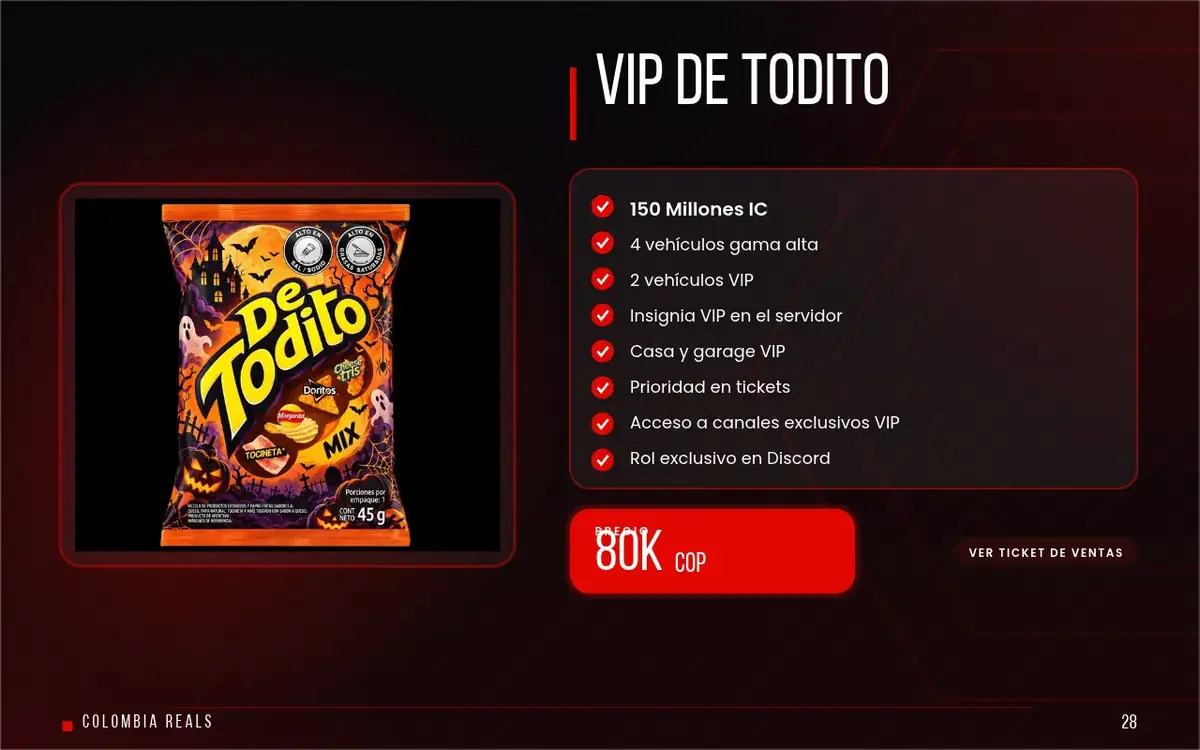 VIP DE TODITO
ALTO EN
SAL / SODIO
ALTO EN
GRASAS SATURADAS
De
Todito
Cheese
TRIS
Doritos
Margarita
TOCINETA
MIX
Porciones por
empaque: 1
CONT
NETO 45 g
150 Millones IC
4 vehículos gama alta
2 vehículos VIP
Insignia VIP en el servidor
Casa y garage VIP
Prioridad en tickets
Acceso a canales exclusivos VIP
Rol exclusivo en Discord
PRECIO
80K COP
VER TICKET DE VENTAS
COLOMBIA REALS
28